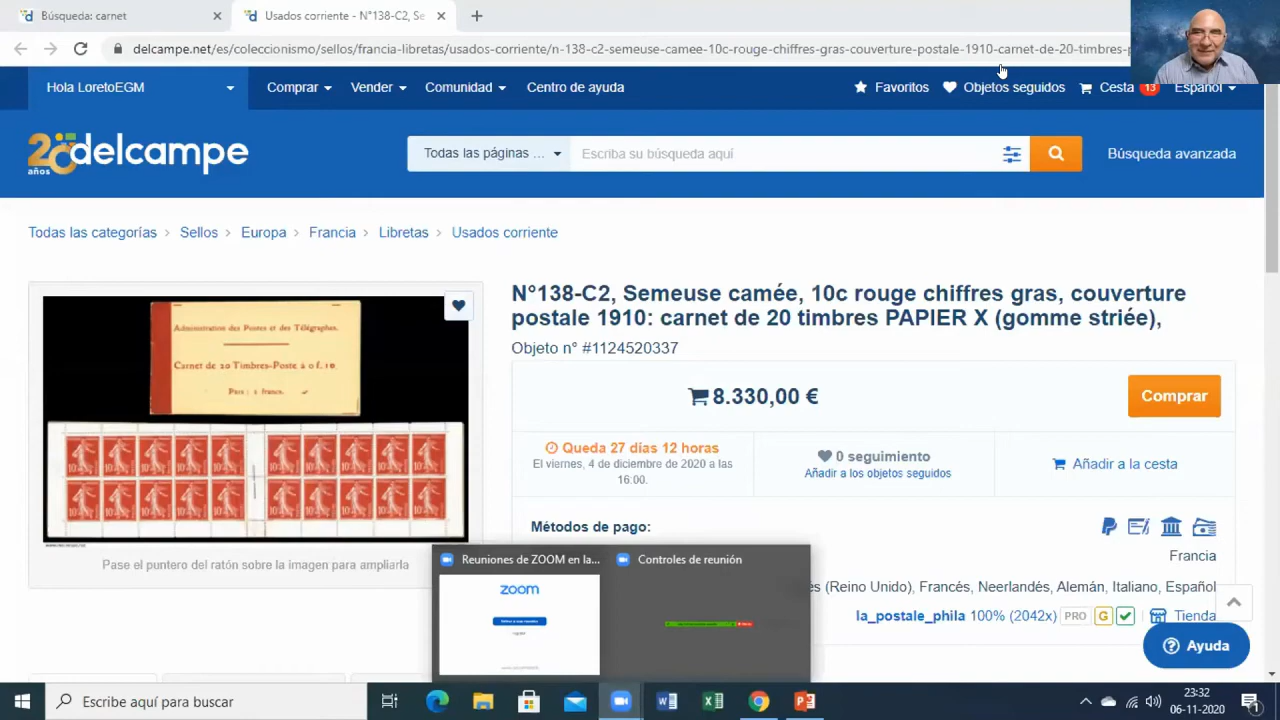 Búsqueda: carnet
Usados corriente - N°138-C2, Se
delcampe.net/es/coleccionismo/sellos/francia-libretas/usados-corriente/n-138-c2-semeuse-camee-10c-rouge-chiffres-gras-couverture-postale-1910-carnet-de-20-timbres-p
Hola LoretoEGM
Comprar
Vender
Comunidad
Centro de ayuda
Favoritos
Objetos seguidos
Cesta 13
Español
20 años delcampe
Todas las páginas ...
Escriba su búsqueda aquí
Búsqueda avanzada
Todas las categorías > Sellos > Europa > Francia > Libretas > Usados corriente
N°138-C2, Semeuse camée, 10c rouge chiffres gras, couverture
postale 1910: carnet de 20 timbres PAPIER X (gomme striée),
Objeto n° #1124520337
Administration des Postes et des Télégraphes.
Carnet de 20 Timbres-Poste à 0 f. 10.
Prix: 2 francs.
Pase el puntero del ratón sobre la imagen para ampliarla
8.330,00 €
Comprar
Queda 27 días 12 horas
El viernes, 4 de diciembre de 2020 a las
16:00.
0 seguimiento
Añadir a los objetos seguidos
Añadir a la cesta
Métodos de pago:
Francia
és (Reino Unido), Francés, Neerlandés, Alemán, Italiano, Español
la_postale_phila 100% (2042x) PRO G Tienda
Ayuda
Reuniones de ZOOM en la...
Controles de reunión
zoom
Escribe aquí para buscar
23:32
06-11-2020
1